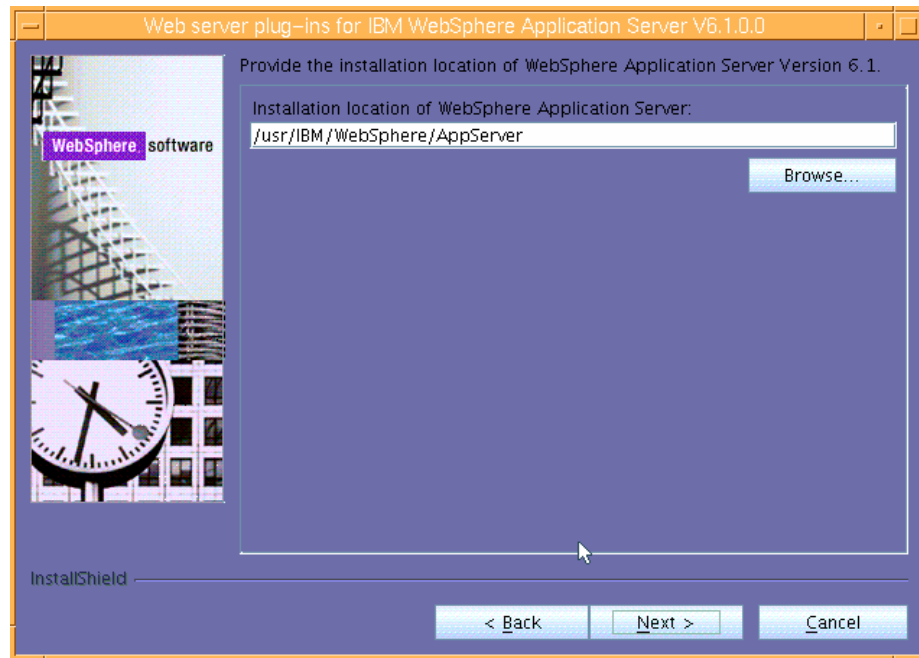 Web server plug-ins for IBM WebSphere Application Server V6.1.0.0
Provide the installation location of WebSphere Application Server Version 6.1.
Installation location of WebSphere Application Server:
/usr/IBM/WebSphere/AppServer
Browse...
WebSphere. software
InstallShield
< Back
Next >
Cancel